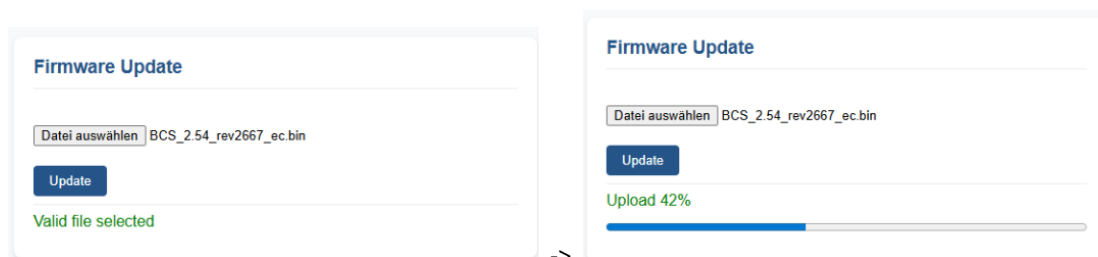 Firmware Update
Datei auswählen BCS_2.54_rev2667_ec.bin
Update
Valid file selected
->
Firmware Update
Datei auswählen BCS_2.54_rev2667_ec.bin
Update
Upload 42%